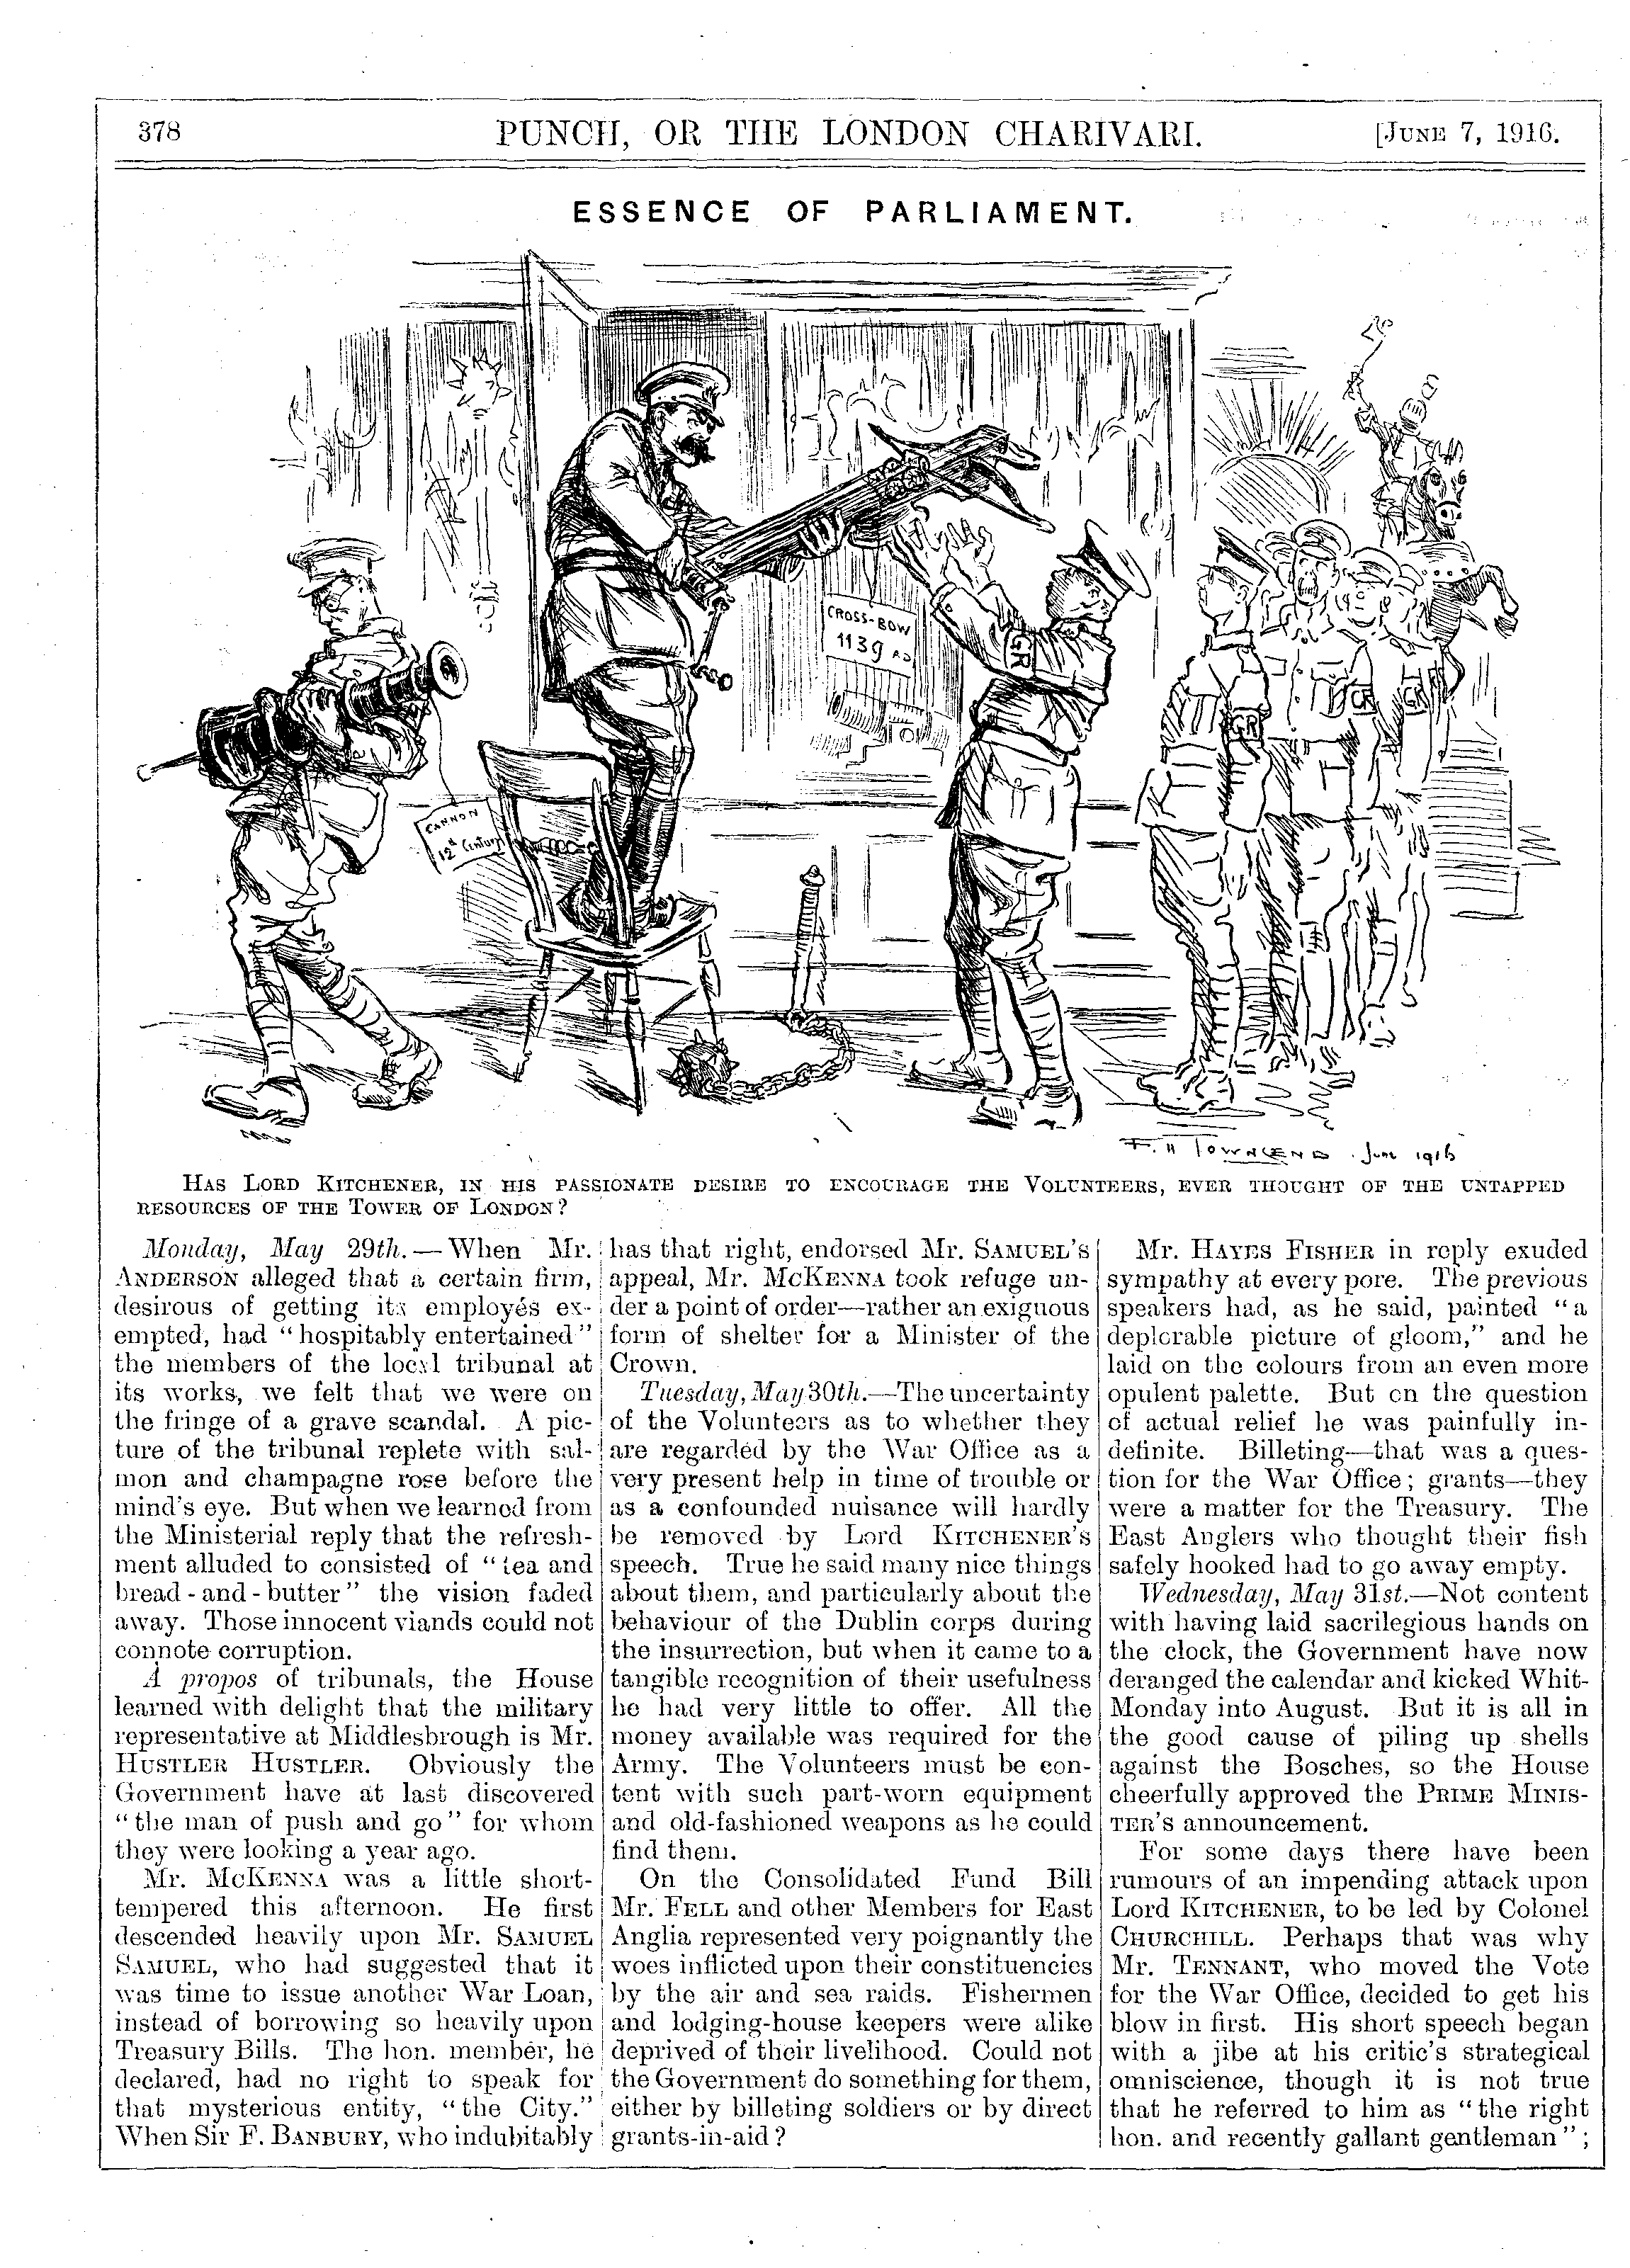 378
PUNCH, OR THE LONDON CHARIVARI.
[JUNE 7, 1916.
ESSENCE OF PARLIAMENT.
CROSS-BOW
1139 A.D.
GR
GR
GR
GR
CANNON
12th Century
F. H. TOWNSEND. June 1916
HAS LORD KITCHENER, IN HIS PASSIONATE DESIRE TO ENCOURAGE THE VOLUNTEERS, EVER THOUGHT OF THE UNTAPPED
RESOURCES OF THE TOWER OF LONDON?
Monday, May 29th.—When Mr.
ANDERSON alleged that a certain firm,
desirous of getting its employés ex-
empted, had "hospitably entertained"
the members of the local tribunal at
its works, we felt that we were on
the fringe of a grave scandal. A pic-
ture of the tribunal replete with sal-
mon and champagne rose before the
mind's eye. But when we learned from
the Ministerial reply that the refresh-
ment alluded to consisted of "tea and
bread-and-butter" the vision faded
away. Those innocent viands could not
connote corruption.
À propos of tribunals, the House
learned with delight that the military
representative at Middlesbrough is Mr.
HUSTLER HUSTLER. Obviously the
Government have at last discovered
"the man of push and go" for whom
they were looking a year ago.
Mr. MCKENNA was a little short-
tempered this afternoon. He first
descended heavily upon Mr. SAMUEL
SAMUEL, who had suggested that it
was time to issue another War Loan,
instead of borrowing so heavily upon
Treasury Bills. The hon. member, he
declared, had no right to speak for
that mysterious entity, "the City."
When Sir F. BANBURY, who indubitably
has that right, endorsed Mr. SAMUEL'S
appeal, Mr. MCKENNA took refuge un-
der a point of order—rather an exiguous
form of shelter for a Minister of the
Crown.
Tuesday, May 30th.—The uncertainty
of the Volunteers as to whether they
are regarded by the War Office as a
very present help in time of trouble or
as a confounded nuisance will hardly
be removed by Lord KITCHENER'S
speech. True he said many nice things
about them, and particularly about the
behaviour of the Dublin corps during
the insurrection, but when it came to a
tangible recognition of their usefulness
he had very little to offer. All the
money available was required for the
Army. The Volunteers must be con-
tent with such part-worn equipment
and old-fashioned weapons as he could
find them.
On the Consolidated Fund Bill
Mr. FELL and other Members for East
Anglia represented very poignantly the
woes inflicted upon their constituencies
by the air and sea raids. Fishermen
and lodging-house keepers were alike
deprived of their livelihood. Could not
the Government do something for them,
either by billeting soldiers or by direct
grants-in-aid?
Mr. HAYES FISHER in reply exuded
sympathy at every pore. The previous
speakers had, as he said, painted "a
deplorable picture of gloom," and he
laid on the colours from an even more
opulent palette. But on the question
of actual relief he was painfully in-
definite. Billeting—that was a ques-
tion for the War Office; grants—they
were a matter for the Treasury. The
East Anglers who thought their fish
safely hooked had to go away empty.
Wednesday, May 31st.—Not content
with having laid sacrilegious hands on
the clock, the Government have now
deranged the calendar and kicked Whit-
Monday into August. But it is all in
the good cause of piling up shells
against the Bosches, so the House
cheerfully approved the PRIME MINIS-
TER'S announcement.
For some days there have been
rumours of an impending attack upon
Lord KITCHENER, to be led by Colonel
CHURCHILL. Perhaps that was why
Mr. TENNANT, who moved the Vote
for the War Office, decided to get his
blow in first. His short speech began
with a jibe at his critic's strategical
omniscience, though it is not true
that he referred to him as "the right
hon. and recently gallant gentleman";